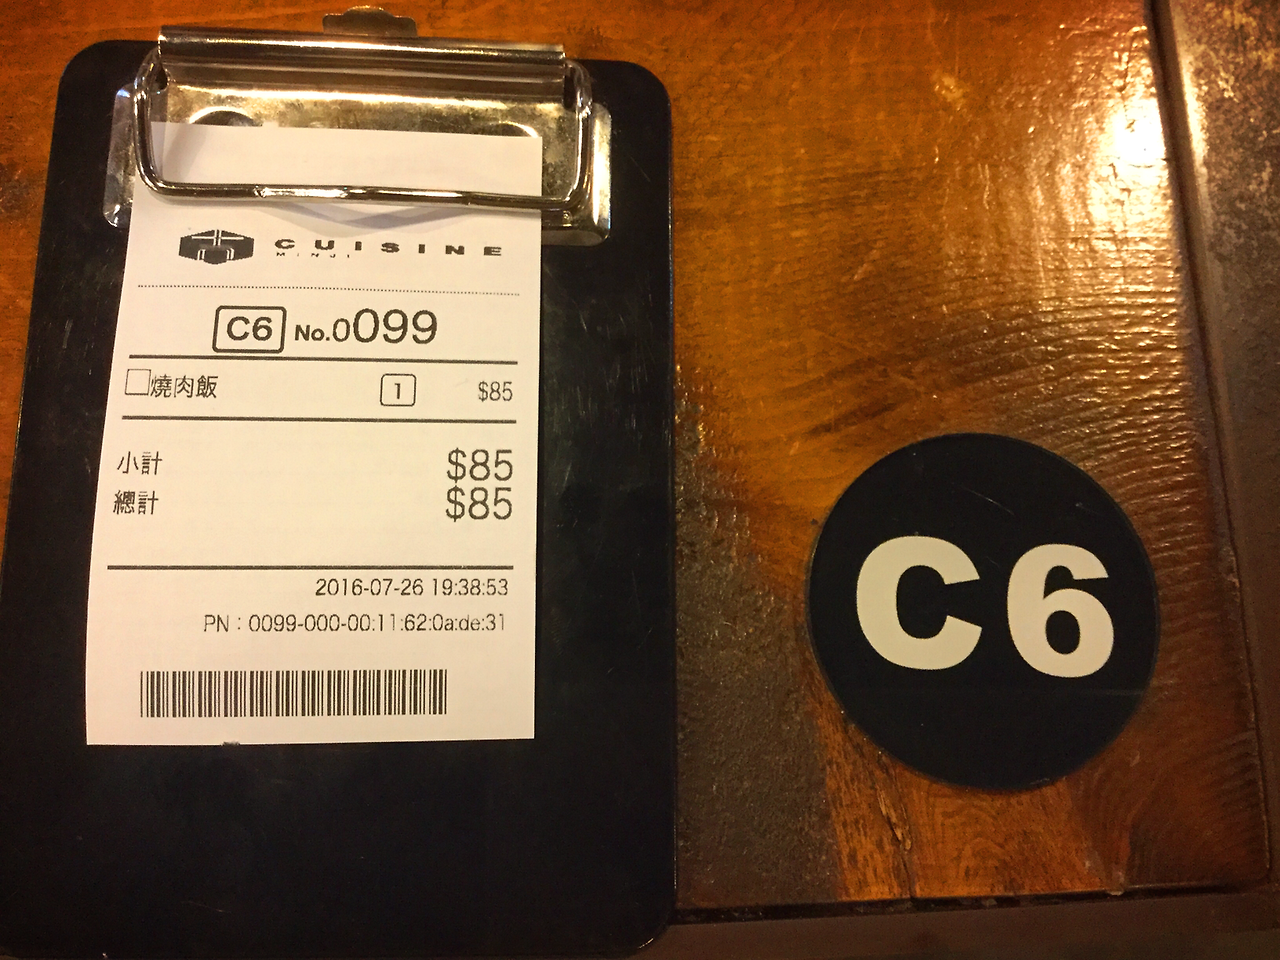 CUISINE
MINJI
C6 No.0099
燒肉飯 1 $85
小計 $85
總計 $85
2016-07-26 19:38:53
PN：0099-000-00:11:62:0a:de:31
C6